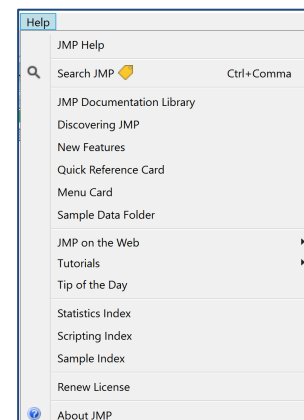 Help
JMP Help
Search JMP Ctrl+Comma
JMP Documentation Library
Discovering JMP
New Features
Quick Reference Card
Menu Card
Sample Data Folder
JMP on the Web
Tutorials
Tip of the Day
Statistics Index
Scripting Index
Sample Index
Renew License
About JMP